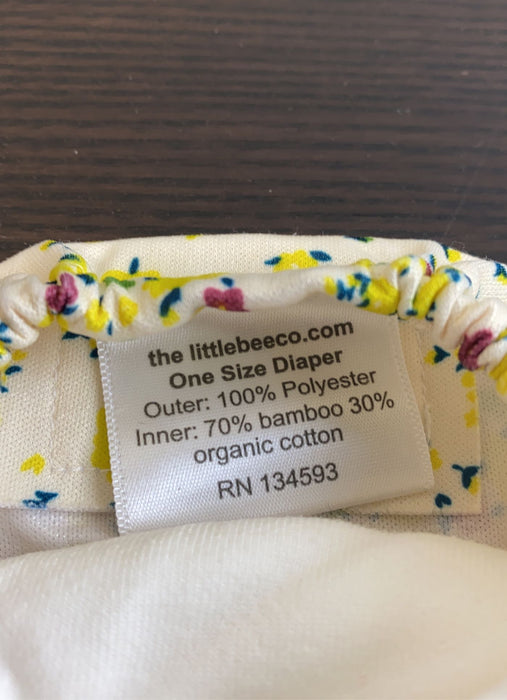 the littlebeeco.com
One Size Diaper
Outer: 100% Polyester
Inner: 70% bamboo 30%
organic cotton
RN 134593